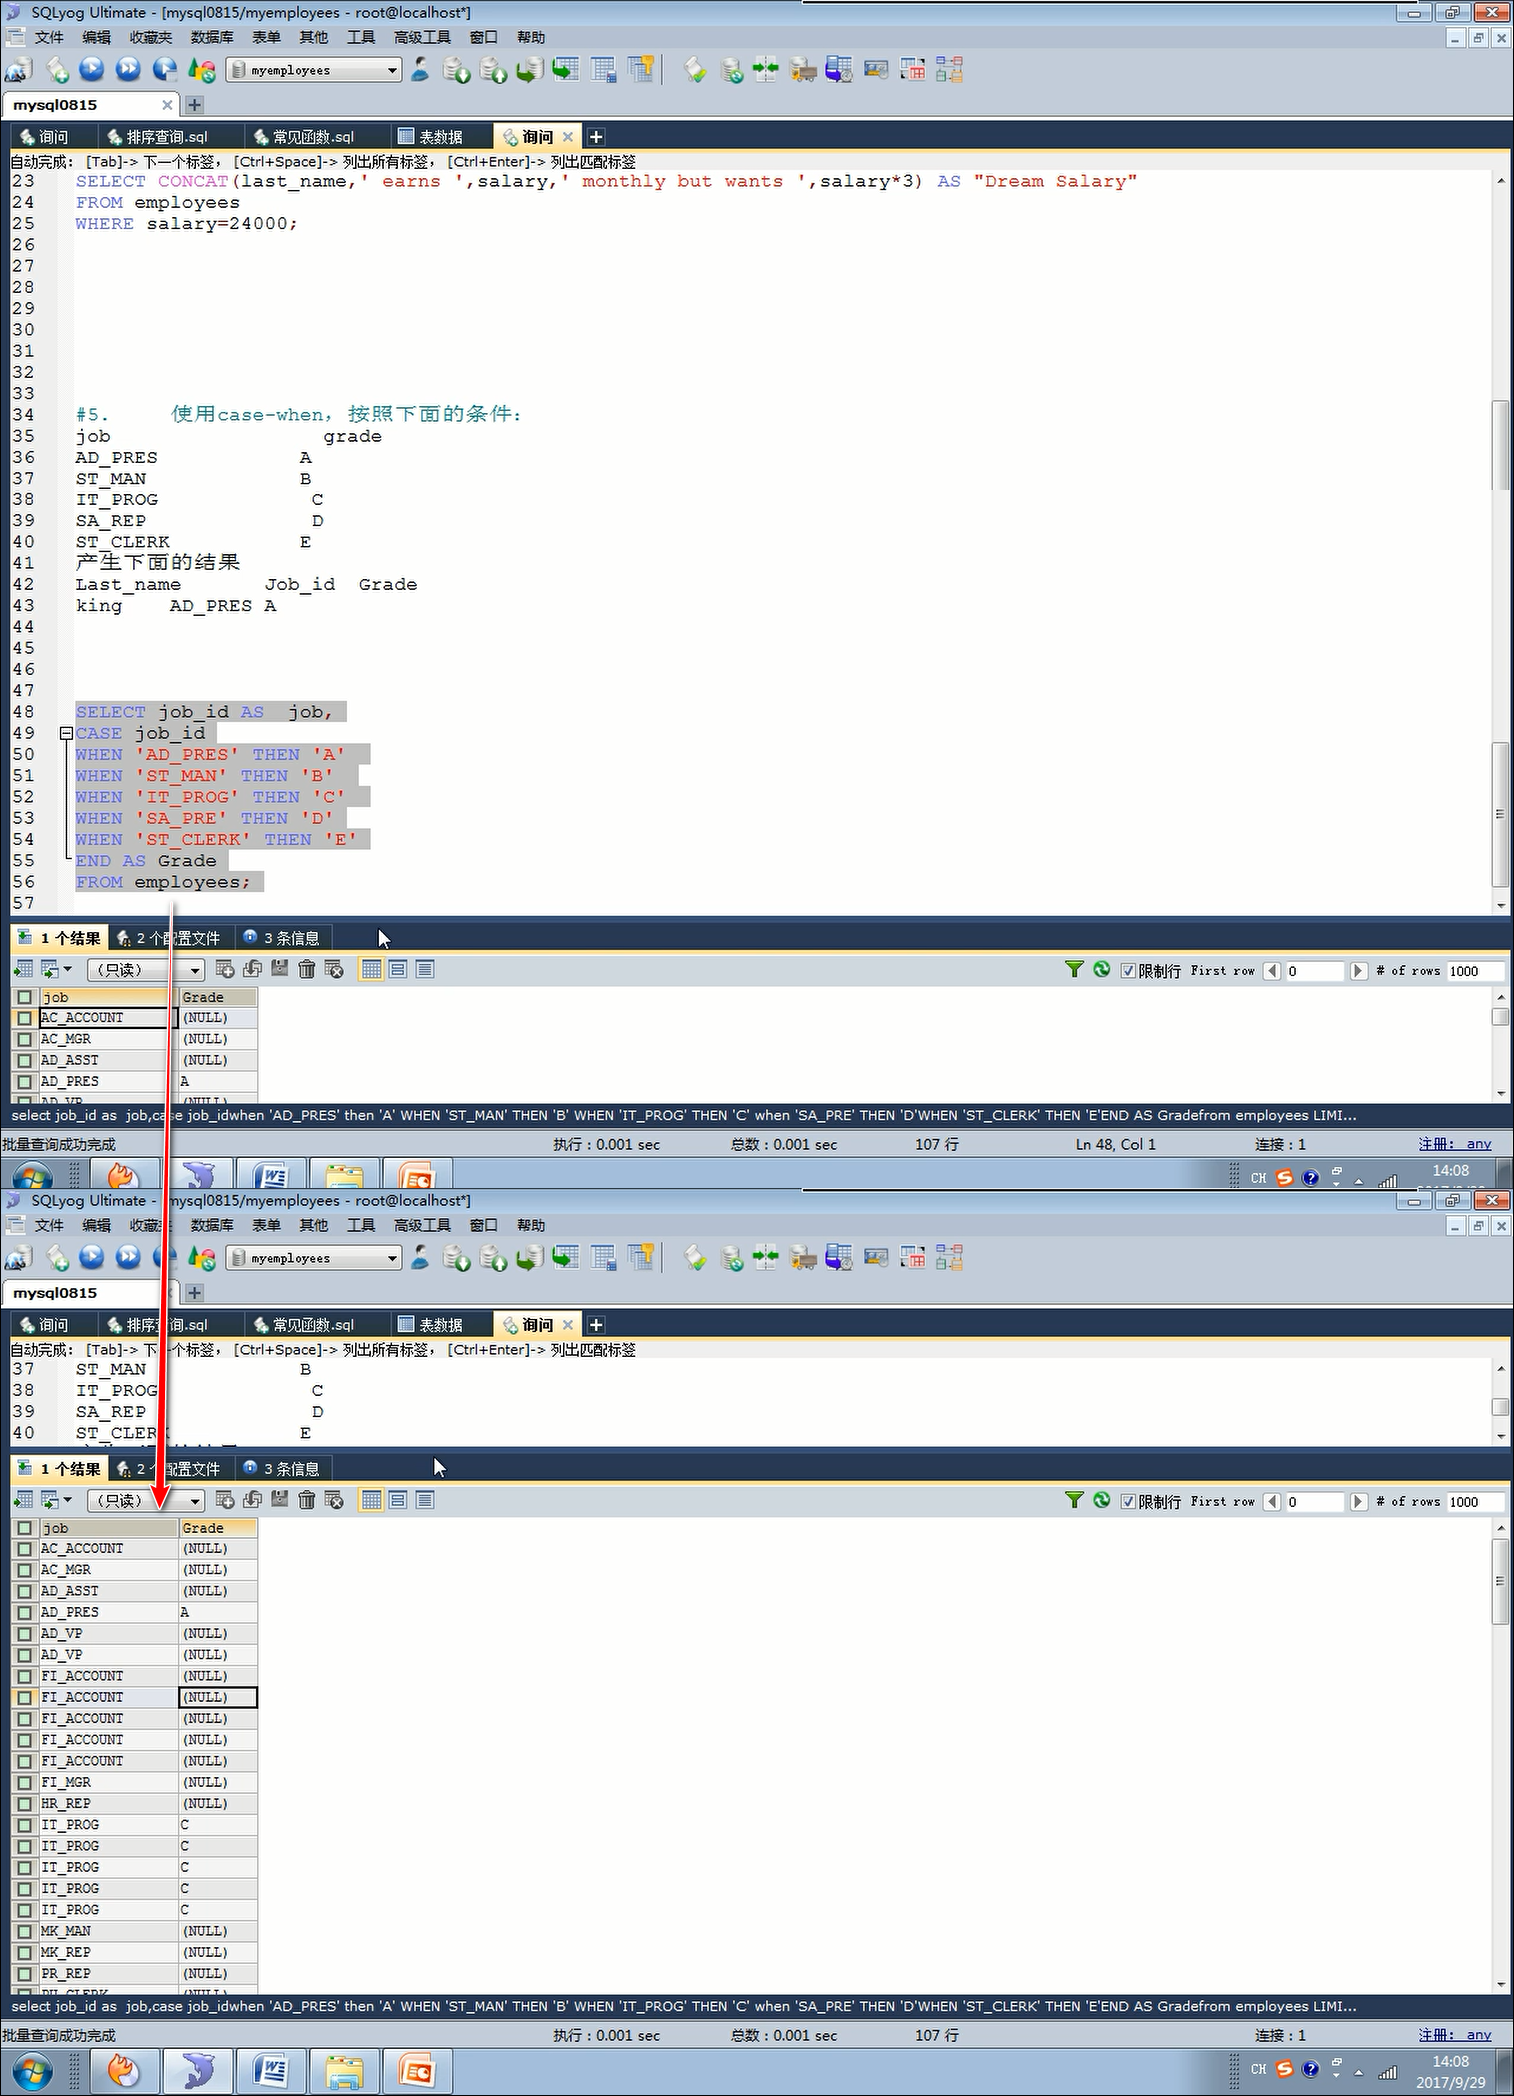 SQLyog Ultimate - [mysql0815/myemployees - root@localhost*]
文件 编辑 收藏夹 数据库 表单 其他 工具 高级工具 窗口 帮助
myemployees
mysql0815
询问 排序查询.sql 常见函数.sql 表数据 询问
自动完成: [Tab]-> 下一个标签, [Ctrl+Space]-> 列出所有标签, [Ctrl+Enter]-> 列出匹配标签
23 SELECT CONCAT(last_name,' earns ',salary,' monthly but wants ',salary*3) AS "Dream Salary"
24 FROM employees
25 WHERE salary=24000;
26
27
28
29
30
31
32
33
34 #5. 使用case-when, 按照下面的条件:
35 job grade
36 AD_PRES A
37 ST_MAN B
38 IT_PROG C
39 SA_REP D
40 ST_CLERK E
41 产生下面的结果
42 Last_name Job_id Grade
43 king AD_PRES A
44
45
46
47
48 SELECT job_id AS job,
49 CASE job_id
50 WHEN 'AD_PRES' THEN 'A'
51 WHEN 'ST_MAN' THEN 'B'
52 WHEN 'IT_PROG' THEN 'C'
53 WHEN 'SA_PRE' THEN 'D'
54 WHEN 'ST_CLERK' THEN 'E'
55 END AS Grade
56 FROM employees;
57
1 个结果 2 个配置文件 3 条信息
(只读) 限制行 First row 0 # of rows 1000
job Grade
AC_ACCOUNT (NULL)
AC_MGR (NULL)
AD_ASST (NULL)
AD_PRES A
AD_VP (NULL)
select job_id as job,case job_idwhen 'AD_PRES' then 'A' WHEN 'ST_MAN' THEN 'B' WHEN 'IT_PROG' THEN 'C' when 'SA_PRE' THEN 'D'WHEN 'ST_CLERK' THEN 'E'END AS Gradefrom employees LIMI...
批量查询成功完成 执行 : 0.001 sec 总数 : 0.001 sec 107 行 Ln 48, Col 1 连接 : 1 注册: any
CH 14:08
SQLyog Ultimate - [mysql0815/myemployees - root@localhost*]
文件 编辑 收藏夹 数据库 表单 其他 工具 高级工具 窗口 帮助
myemployees
mysql0815
询问 排序查询.sql 常见函数.sql 表数据 询问
自动完成: [Tab]-> 下一个标签, [Ctrl+Space]-> 列出所有标签, [Ctrl+Enter]-> 列出匹配标签
37 ST_MAN B
38 IT_PROG C
39 SA_REP D
40 ST_CLERK E
1 个结果 2 个配置文件 3 条信息
(只读) 限制行 First row 0 # of rows 1000
job Grade
AC_ACCOUNT (NULL)
AC_MGR (NULL)
AD_ASST (NULL)
AD_PRES A
AD_VP (NULL)
AD_VP (NULL)
FI_ACCOUNT (NULL)
FI_ACCOUNT (NULL)
FI_ACCOUNT (NULL)
FI_ACCOUNT (NULL)
FI_ACCOUNT (NULL)
FI_MGR (NULL)
HR_REP (NULL)
IT_PROG C
IT_PROG C
IT_PROG C
IT_PROG C
IT_PROG C
MK_MAN (NULL)
MK_REP (NULL)
PR_REP (NULL)
PU_CLERK (NULL)
select job_id as job,case job_idwhen 'AD_PRES' then 'A' WHEN 'ST_MAN' THEN 'B' WHEN 'IT_PROG' THEN 'C' when 'SA_PRE' THEN 'D'WHEN 'ST_CLERK' THEN 'E'END AS Gradefrom employees LIMI...
批量查询成功完成 执行 : 0.001 sec 总数 : 0.001 sec 107 行 连接 : 1 注册: any
CH 14:08
2017/9/29